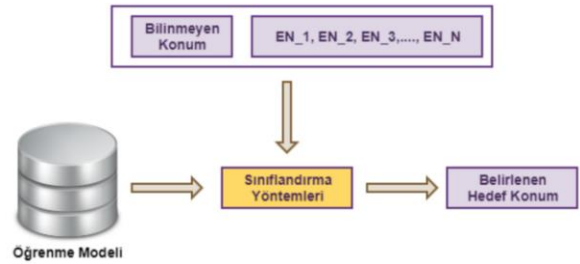 Bilinmeyen
Konum
EN_1, EN_2, EN_3,...., EN_N
Sınıflandırma
Yöntemleri
Belirlenen
Hedef Konum
Öğrenme Modeli